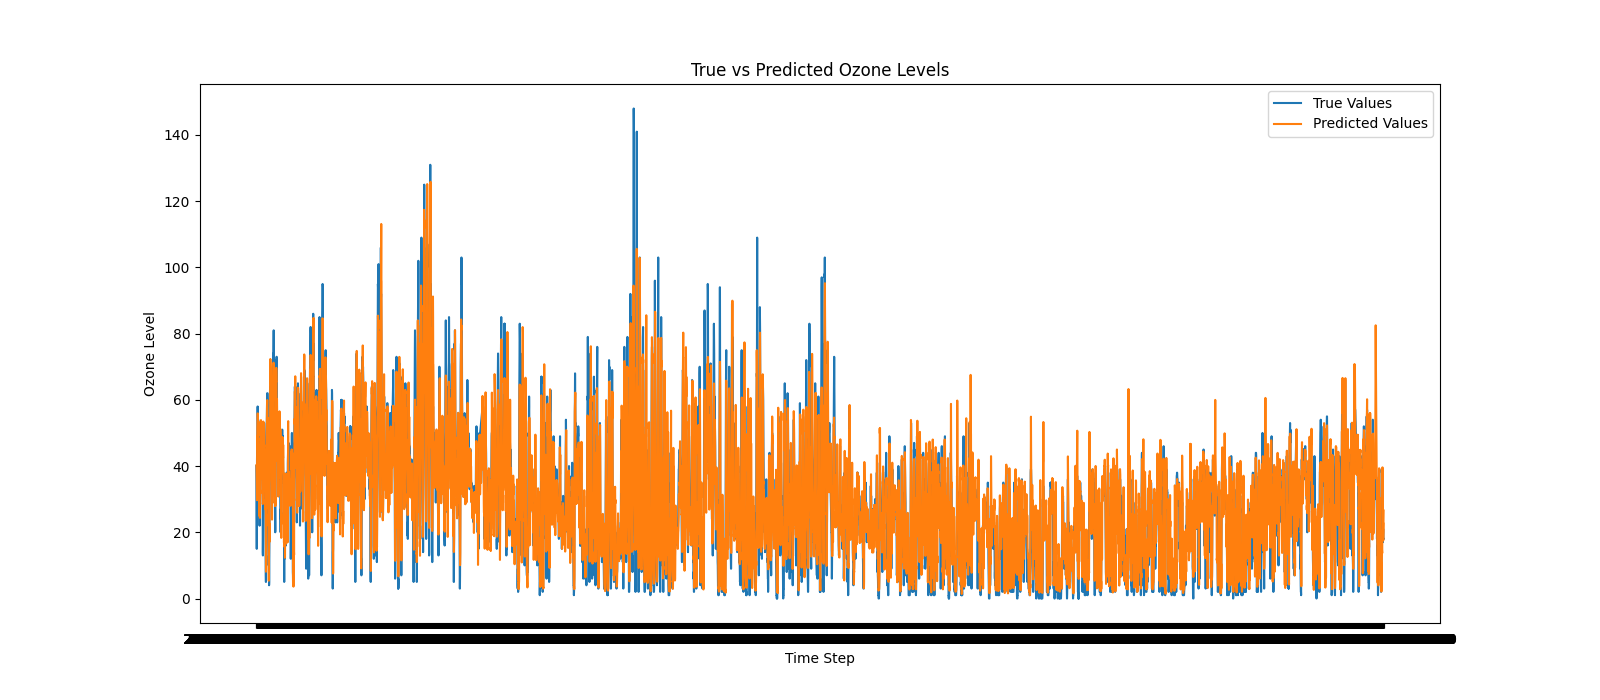 True vs Predicted Ozone Levels
True Values
Predicted Values
140
120
100
80
60
40
20
0
Ozone Level
Time Step